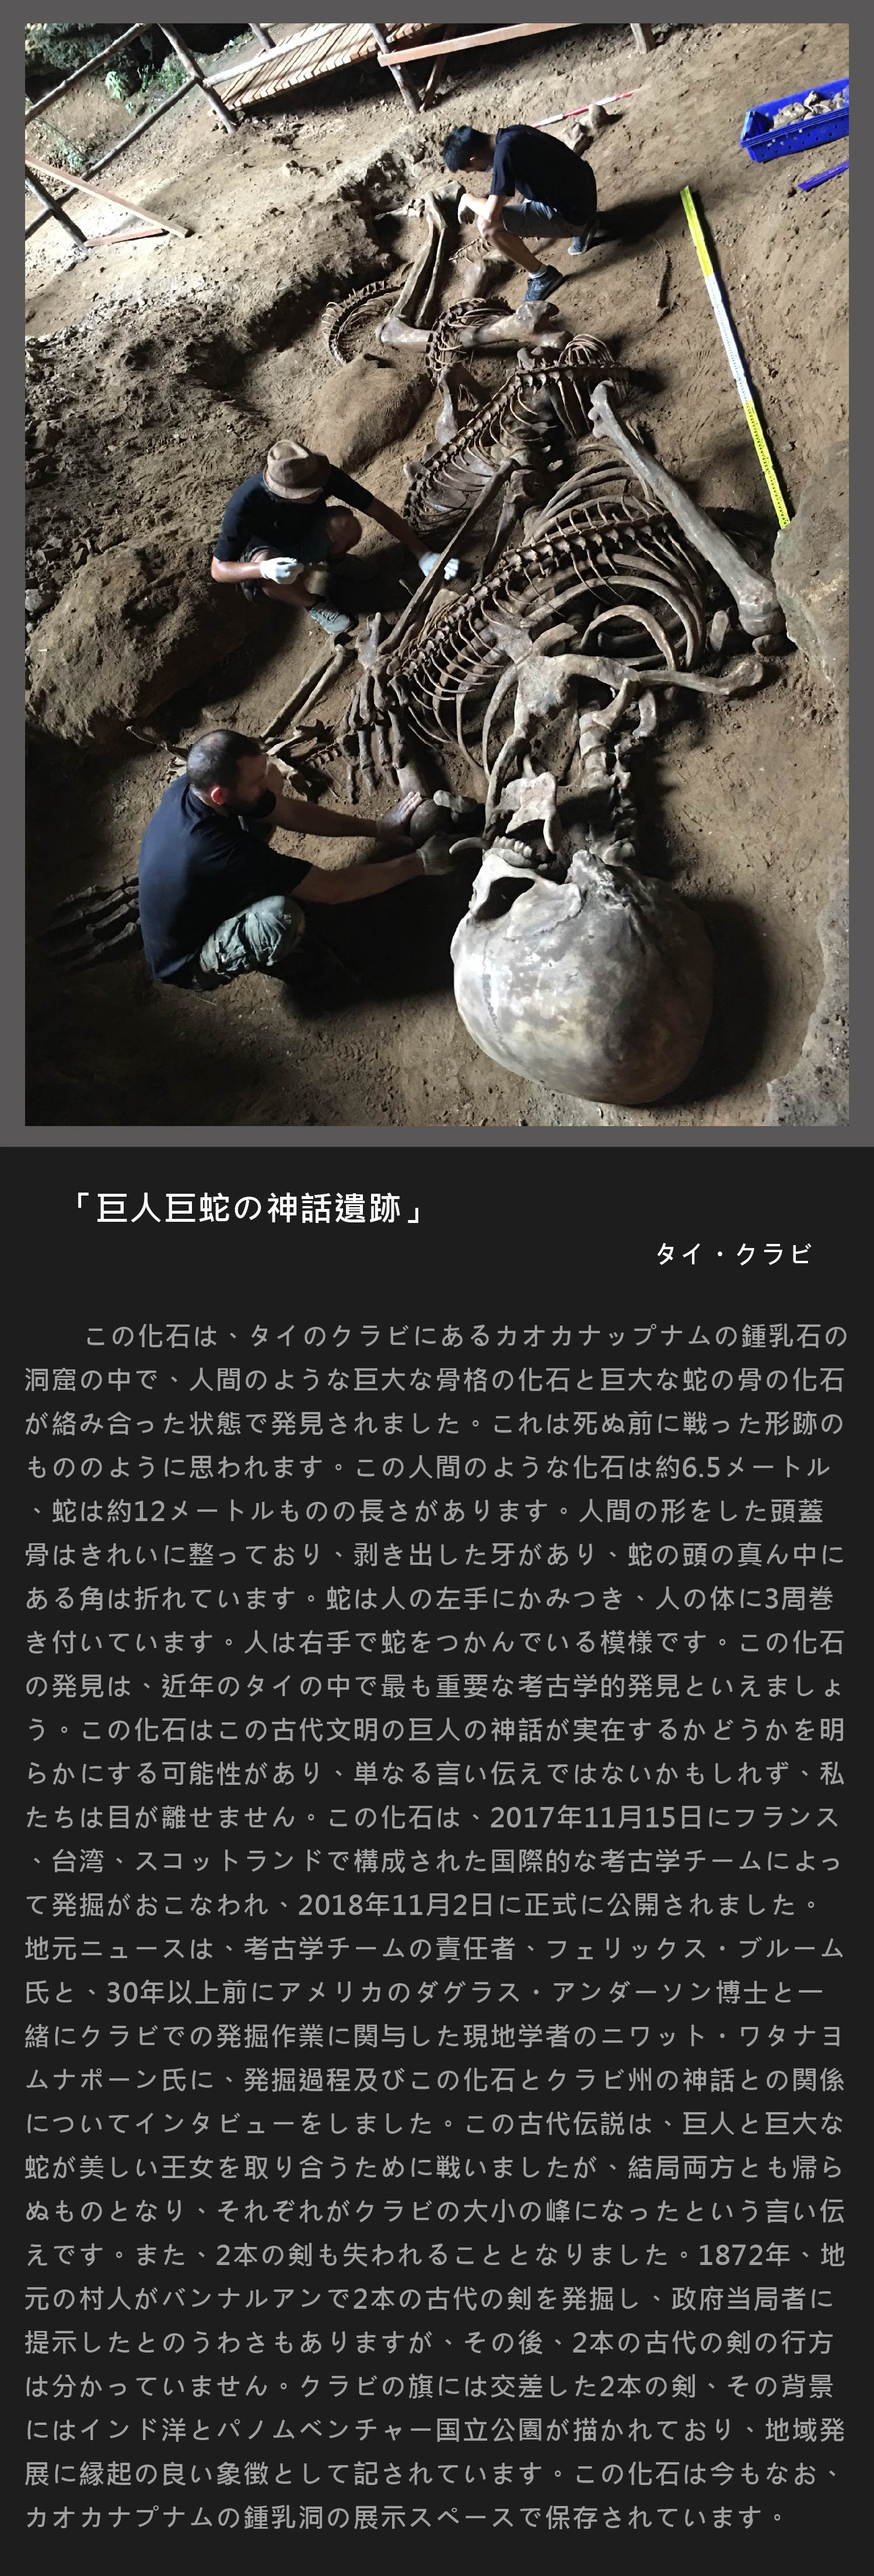 「巨人巨蛇の神話遺跡」
タイ・クラビ
この化石は、タイのクラビにあるカオカナップナムの鍾乳石の
洞窟の中で、人間のような巨大な骨格の化石と巨大な蛇の骨の化石
が絡み合った状態で発見されました。これは死ぬ前に戦った形跡の
もののように思われます。この人間のような化石は約6.5メートル
、蛇は約12メートルものの長さがあります。人間の形をした頭蓋
骨はきれいに整っており、剥き出した牙があり、蛇の頭の真ん中に
ある角は折れています。蛇は人の左手にかみつき、人の体に3周巻
き付いています。人は右手で蛇をつかんでいる模様です。この化石
の発見は、近年のタイの中で最も重要な考古学的発見といえましょ
う。この化石はこの古代文明の巨人の神話が実在するかどうかを明
らかにする可能性があり、単なる言い伝えではないかもしれず、私
たちは目が離せません。この化石は、2017年11月15日にフランス
、台湾、スコットランドで構成された国際的な考古学チームによっ
て発掘がおこなわれ、2018年11月2日に正式に公開されました。
地元ニュースは、考古学チームの責任者、フェリックス・ブルーム
氏と、30年以上前にアメリカのダグラス・アンダーソン博士と一
緒にクラビでの発掘作業に関与した現地学者のニワット・ワタナヨ
ムナポーン氏に、発掘過程及びこの化石とクラビ州の神話との関係
についてインタビューをしました。この古代伝説は、巨人と巨大な
蛇が美しい王女を取り合うために戦いましたが、結局両方とも帰ら
ぬものとなり、それぞれがクラビの大小の峰になったという言い伝
えです。また、2本の剣も失われることとなりました。1872年、地
元の村人がバンナルアンで2本の古代の剣を発掘し、政府当局者に
提示したとのうわさもありますが、その後、2本の古代の剣の行方
は分かっていません。クラビの旗には交差した2本の剣、その背景
にはインド洋とパノムベンチャー国立公園が描かれており、地域発
展に縁起の良い象徴として記されています。この化石は今もなお、
カオカナプナムの鍾乳洞の展示スペースで保存されています。